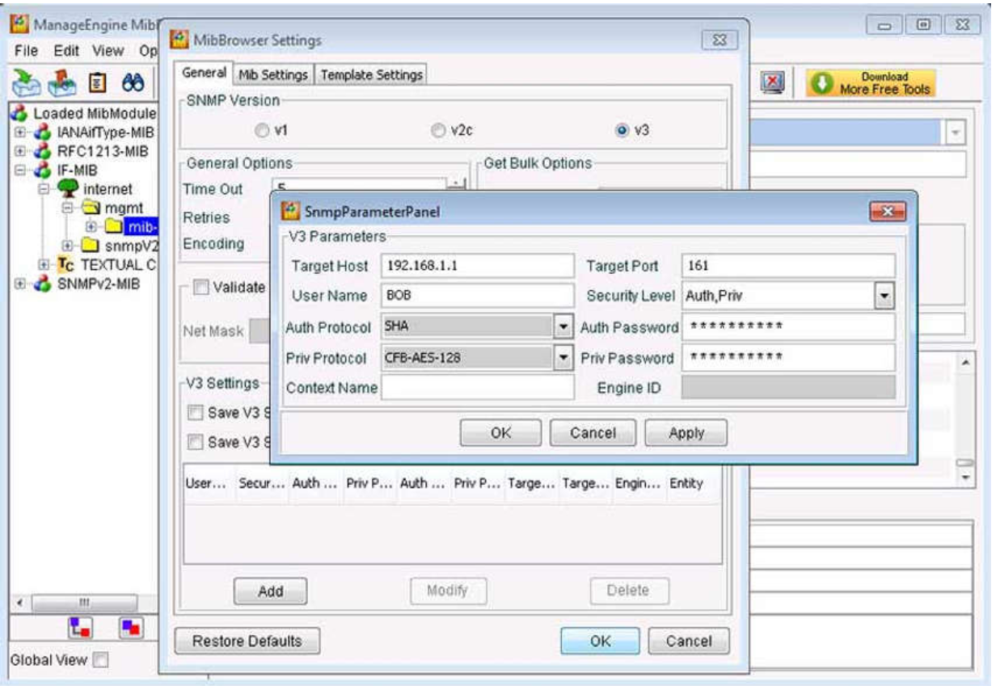 ManageEngine MibB
MibBrowser Settings
File Edit View Op
General Mib Settings Template Settings
Download
More Free Tools
SNMP Version
v1 v2c v3
Loaded MibModule
IANAifType-MIB
RFC1213-MIB
IF-MIB
internet
mgmt
mib-
snmpV2
TC TEXTUAL C
SNMPv2-MIB
General Options Get Bulk Options
Time Out 5
Retries
Encoding
Validate
Net Mask
SnmpParameterPanel
V3 Parameters
Target Host 192.168.1.1 Target Port 161
User Name BOB Security Level Auth,Priv
Auth Protocol SHA Auth Password **********
Priv Protocol CFB-AES-128 Priv Password **********
Context Name Engine ID
OK Cancel Apply
V3 Settings
Save V3 S
Save V3 S
User... Secur... Auth ... Priv P... Auth ... Priv P... Targe... Targe... Engin... Entity
Add Modify Delete
Restore Defaults OK Cancel
Global View